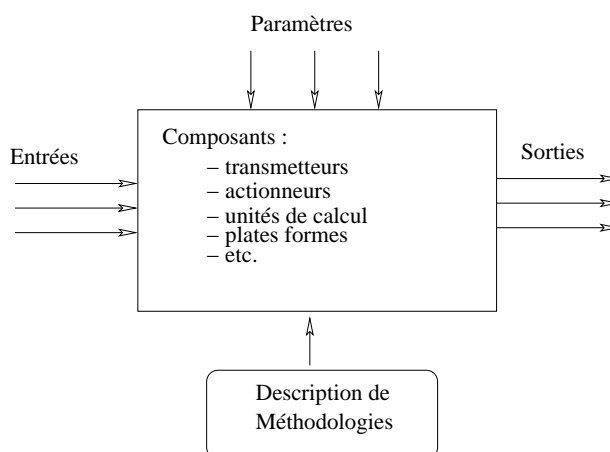 Paramètres
Composants :
Entrées
Sorties
– transmetteurs
– actionneurs
– unités de calcul
– plates formes
– etc.
Description de
Méthodologies